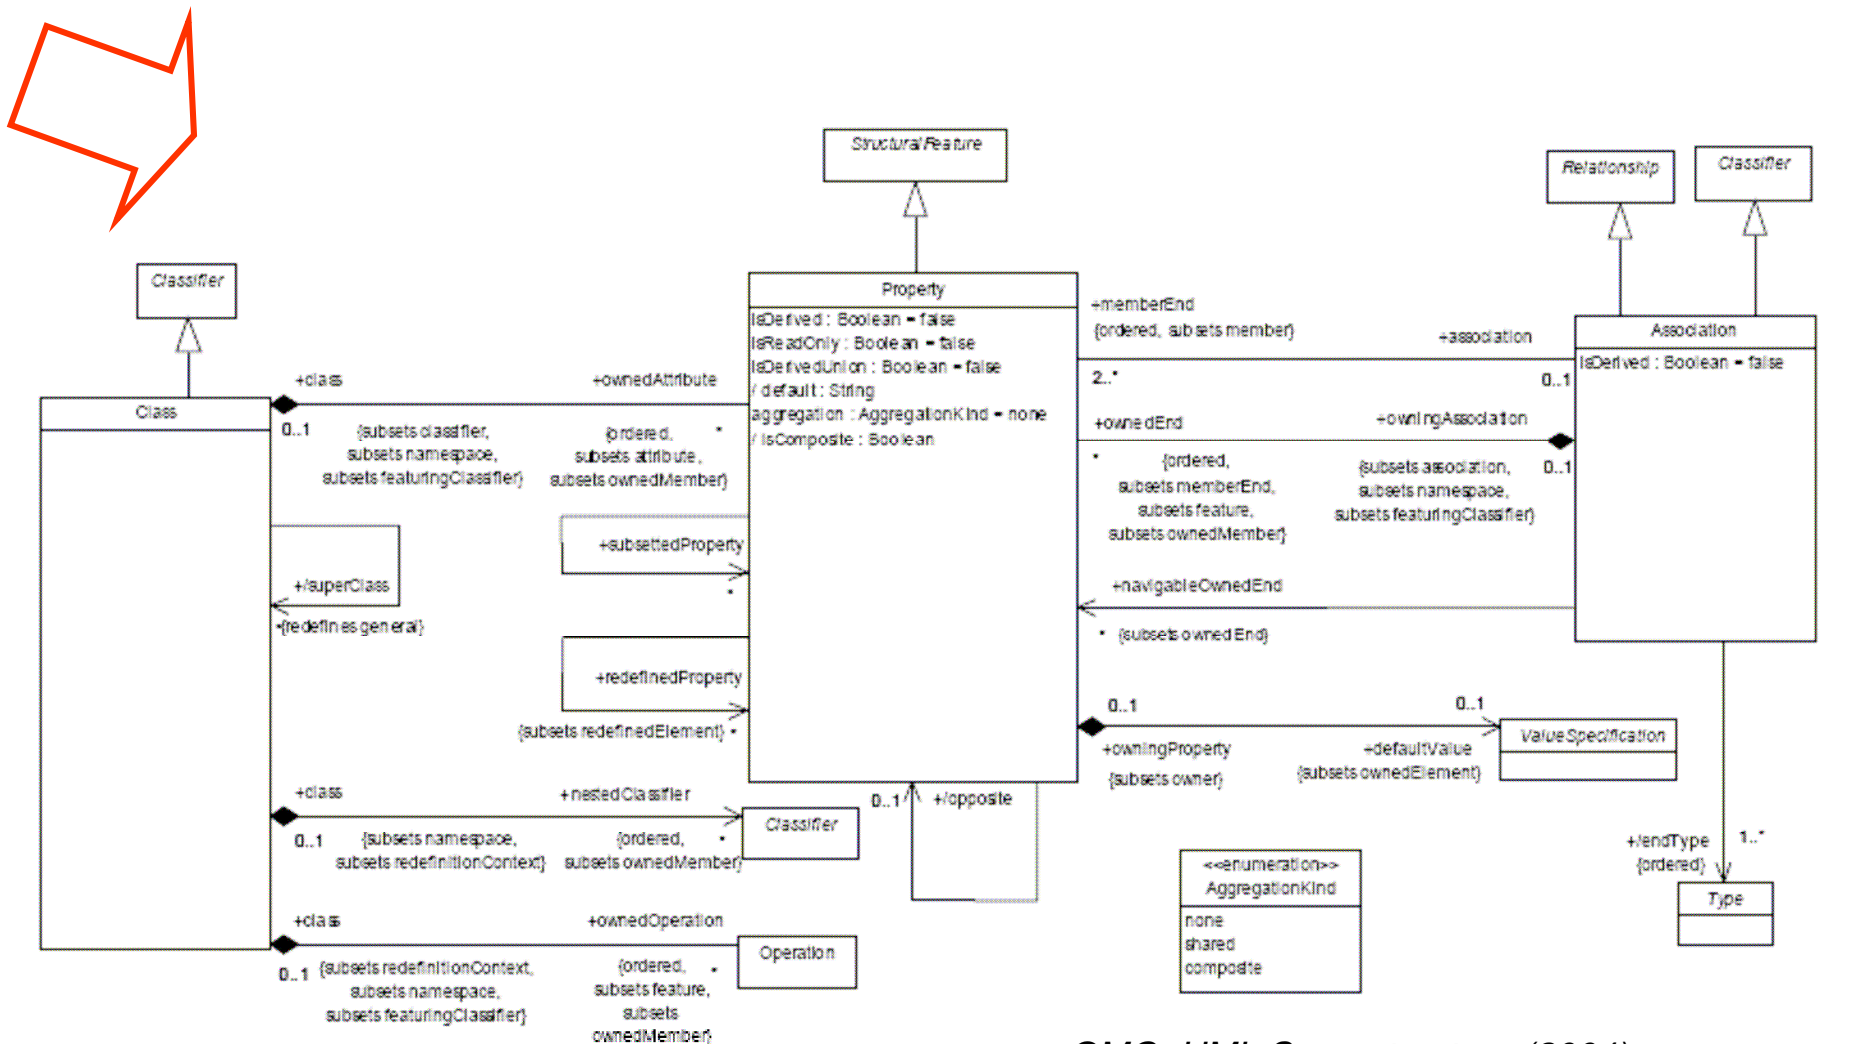 StructuralFeature
Relationship
Classifier
Classifier
Property
isDerived : Boolean = false
isReadOnly : Boolean = false
isDerivedUnion : Boolean = false
/ default : String
aggregation : AggregationKind = none
/ isComposite : Boolean
+memberEnd
{ordered, subsets member}
+association
2..*
0..1
Association
isDerived : Boolean = false
+class
+ownedAttribute
Class
0..1
{subsets classifier,
subsets namespace,
subsets featuringClassifier}
{ordered,
subsets attribute,
subsets ownedMember}
*
+ownedEnd
+owningAssociation
*
{ordered,
subsets memberEnd,
subsets feature,
subsets ownedMember}
{subsets association,
subsets namespace,
subsets featuringClassifier}
0..1
+subsettedProperty
*
+/superClass
*{redefines general}
+navigableOwnedEnd
* {subsets ownedEnd}
+redefinedProperty
{subsets redefinedElement} *
0..1
0..1
+owningProperty
{subsets owner}
+defaultValue
{subsets ownedElement}
ValueSpecification
+class
+nestedClassifier
0..1
{subsets namespace,
subsets redefinitionContext}
{ordered,
subsets ownedMember}
*
Classifier
0..1
+/opposite
+/endType
{ordered}
1..*
Type
<<enumeration>>
AggregationKind
none
shared
composite
+class
+ownedOperation
0..1
{subsets redefinitionContext,
subsets namespace,
subsets featuringClassifier}
{ordered,
subsets feature,
subsets
ownedMember}
*
Operation